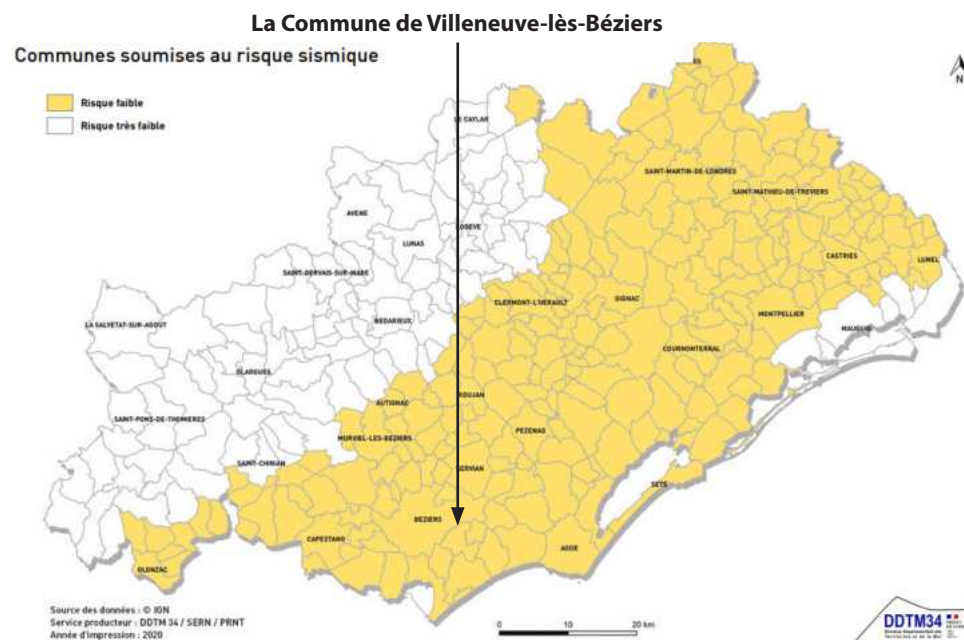 La Commune de Villeneuve-lès-Béziers
Communes soumises au risque sismique
N
Risque faible
Risque très faible
LE CAYLAR
SAINT-MARTIN-DE-LONDRES
SAINT-MATHIEU-DE-TREVIERS
AVENE
LODEVE
LUNAS
CASTRIES
LUNEL
SAINT-GERVAIS-SUR-MARE
CLERMONT-L'HERAULT
GIGNAC
MONTPELLIER
LA SALVETAT-SUR-AGOUT
BEDARIEUX
MAUGUIO
COURNONTERRAL
OLARGUES
AUTIGNAC
ROUJAN
SAINT-PONS-DE-THOMIERES
PEZENAS
MURVIEL-LES-BEZIERS
SAINT-CHINIAN
SERVIAN
SETE
BEZIERS
CAPESTANG
AGDE
OLONZAC
Source des données : © IGN
Service producteur : DDTM 34 / SERN / PRNT
Année d'impression : 2020
0 10 20 km
DDTM34